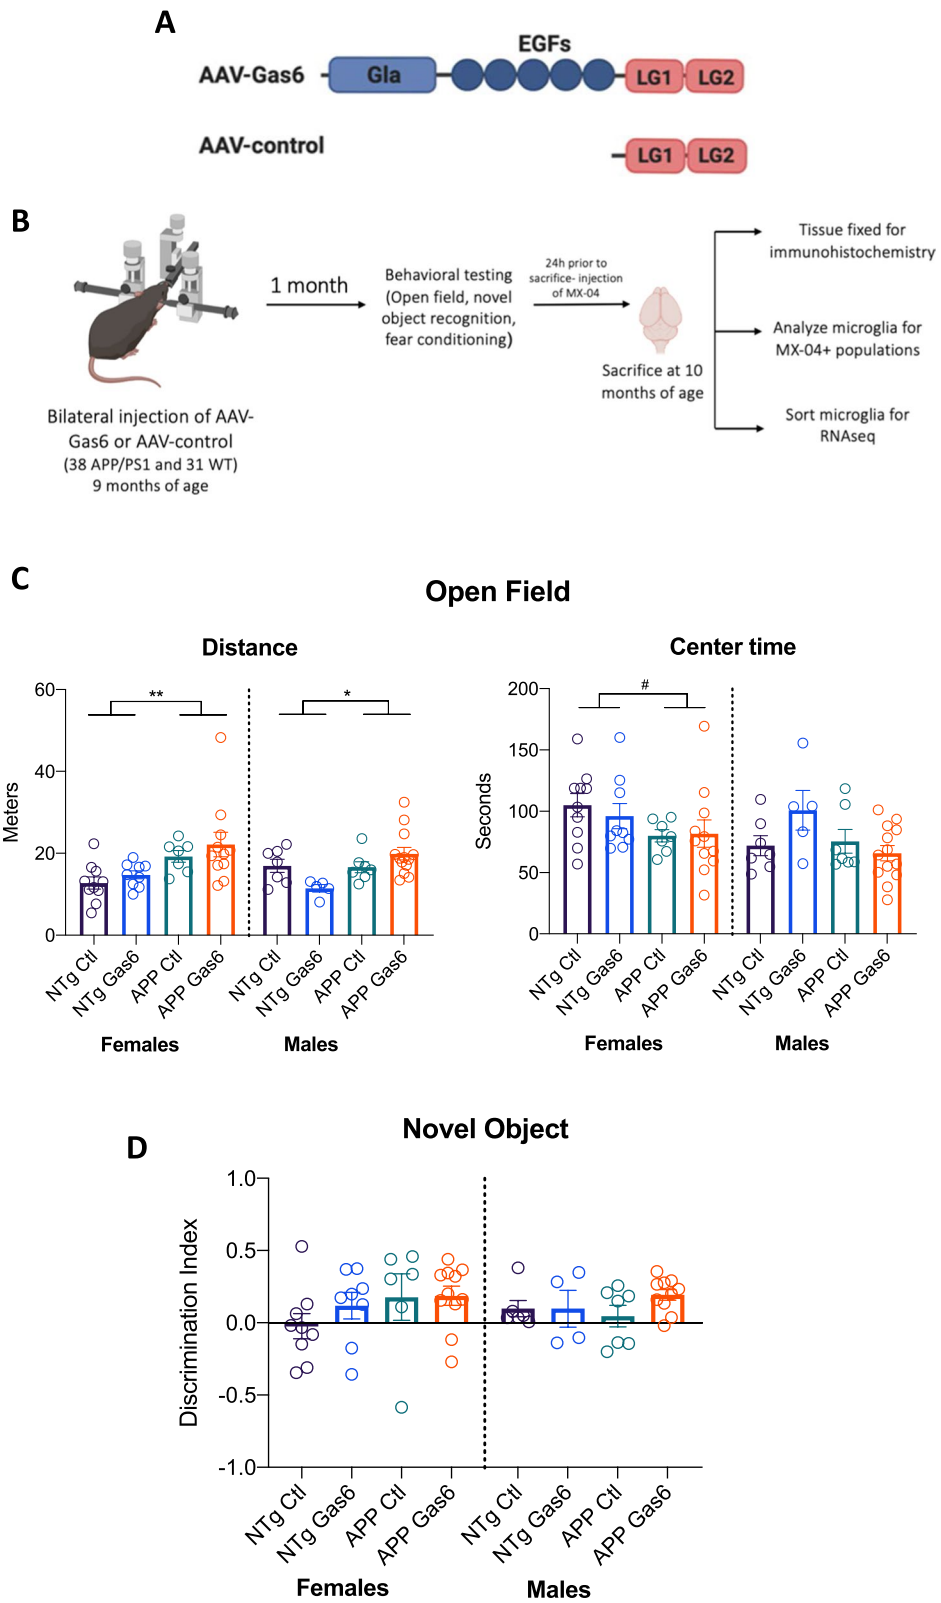 A
EGFs
AAV-Gas6
Gla
LG1
LG2
AAV-control
LG1
LG2
B
1 month
Behavioral testing
(Open field, novel
object recognition,
fear conditioning)
24h prior to
sacrifice- injection
of MX-04
Sacrifice at 10
months of age
Tissue fixed for
immunohistochemistry
Analyze microglia for
MX-04+ populations
Sort microglia for
RNAseq
Bilateral injection of AAV-
Gas6 or AAV-control
(38 APP/PS1 and 31 WT)
9 months of age
C
Open Field
Distance
Meters
60
40
20
0
**
*
NTg Ctl
NTg Gas6
APP Ctl
APP Gas6
NTg Ctl
NTg Gas6
APP Ctl
APP Gas6
Females
Males
Center time
Seconds
200
150
100
50
0
#
NTg Ctl
NTg Gas6
APP Ctl
APP Gas6
NTg Ctl
NTg Gas6
APP Ctl
APP Gas6
Females
Males
D
Novel Object
Discrimination Index
1.0
0.5
0.0
-0.5
-1.0
NTg Ctl
NTg Gas6
APP Ctl
APP Gas6
NTg Ctl
NTg Gas6
APP Ctl
APP Gas6
Females
Males